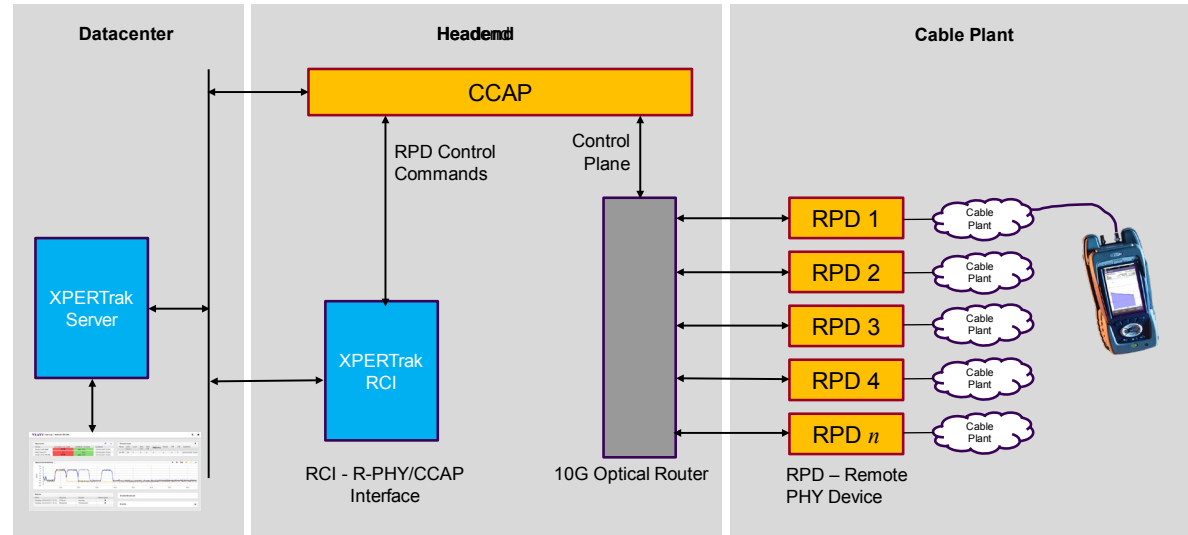 Datacenter
Headend
Cable Plant
CCAP
RPD Control
Commands
Control
Plane
XPERTrak
Server
XPERTrak
RCI
RPD 1
RPD 2
RPD 3
RPD 4
RPD n
Cable
Plant
Cable
Plant
Cable
Plant
Cable
Plant
Cable
Plant
RCI - R-PHY/CCAP
Interface
10G Optical Router
RPD – Remote
PHY Device